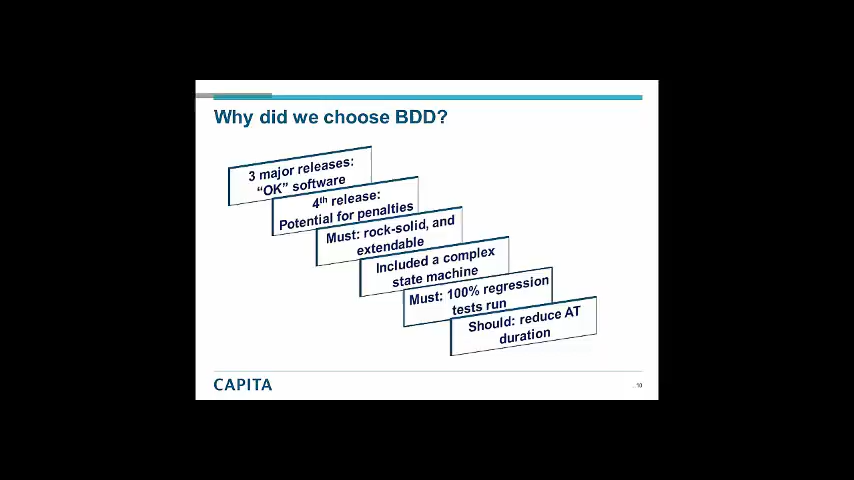 Why did we choose BDD?
3 major releases:
“OK” software
4th release:
Potential for penalties
Must: rock-solid, and
extendable
Included a complex
state machine
Must: 100% regression
tests run
Should: reduce AT
duration
CAPITA
10